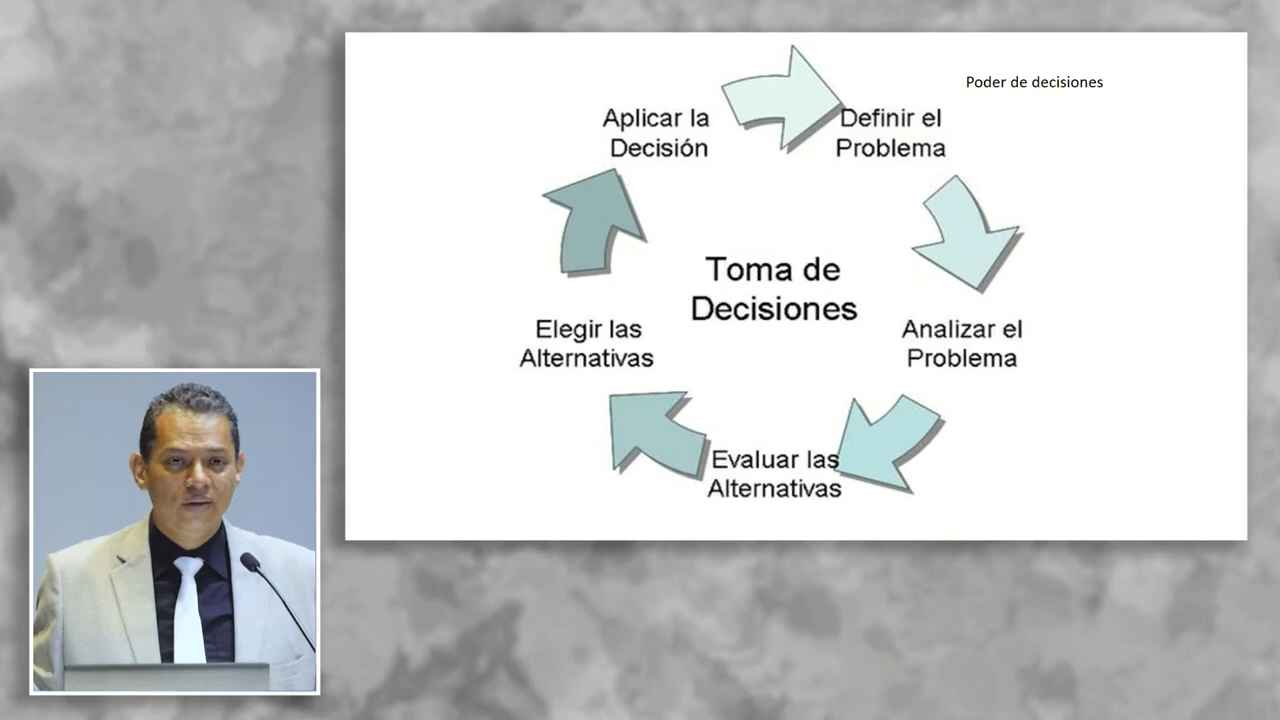 Poder de decisiones
Aplicar la
Decisión
Definir el
Problema
Toma de
Decisiones
Elegir las
Alternativas
Analizar el
Problema
Evaluar las
Alternativas